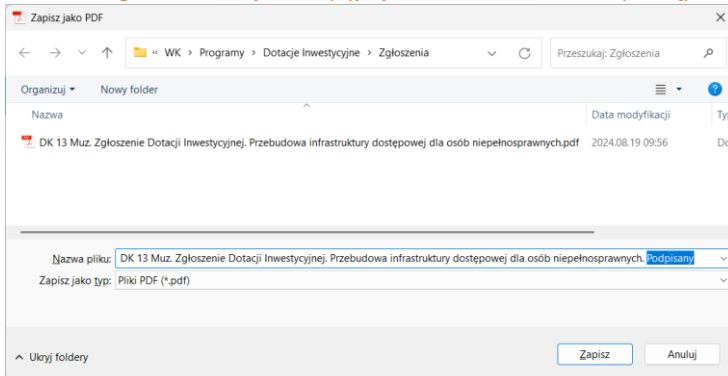 Zapisz jako PDF
« WK > Programy > Dotacje Inwestycyjne > Zgłoszenia
Przeszukaj: Zgłoszenia
Organizuj
Nowy folder
Nazwa
Data modyfikacji
DK 13 Muz. Zgłoszenie Dotacji Inwestycyjnej. Przebudowa infrastruktury dostępowej dla osób niepełnosprawnych.pdf
2024.08.19 09:56
Nazwa pliku: DK 13 Muz. Zgłoszenie Dotacji Inwestycyjnej. Przebudowa infrastruktury dostępowej dla osób niepełnosprawnych. Podpisany
Zapisz jako typ: Pliki PDF (*.pdf)
Ukryj foldery
Zapisz
Anuluj